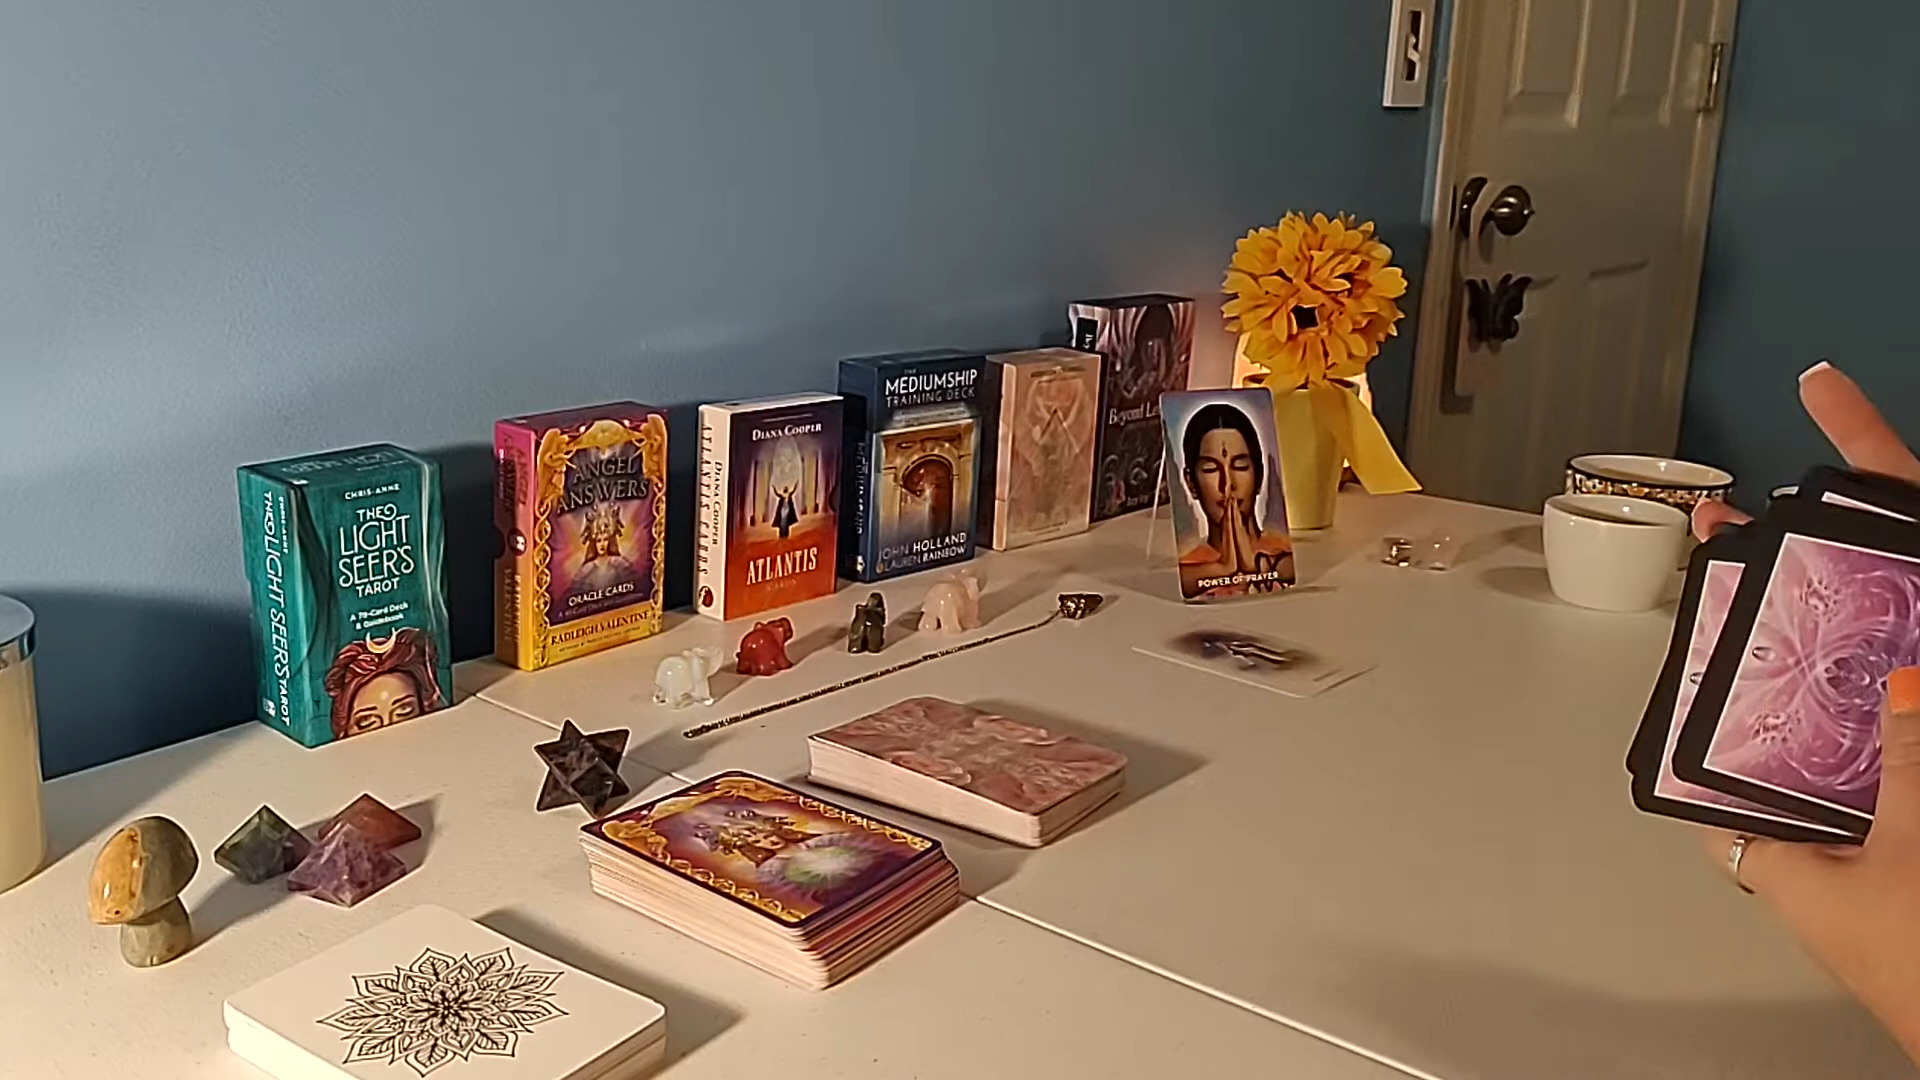 CHRIS-ANNE
THE
LIGHT
SEER'S
TAROT
A 78-Card Deck
& Guidebook
THE LIGHT SEER'S TAROT
ANGEL
ANSWERS
ORACLE CARDS
RADLEIGH VALENTINE
DIANA COOPER
ATLANTIS
CARDS
DIANA COOPER
ATLANTIS CARDS
THE
MEDIUMSHIP
TRAINING DECK
JOHN HOLLAND
& LAUREN RAINBOW
Beyond
POWER OF PRAYER